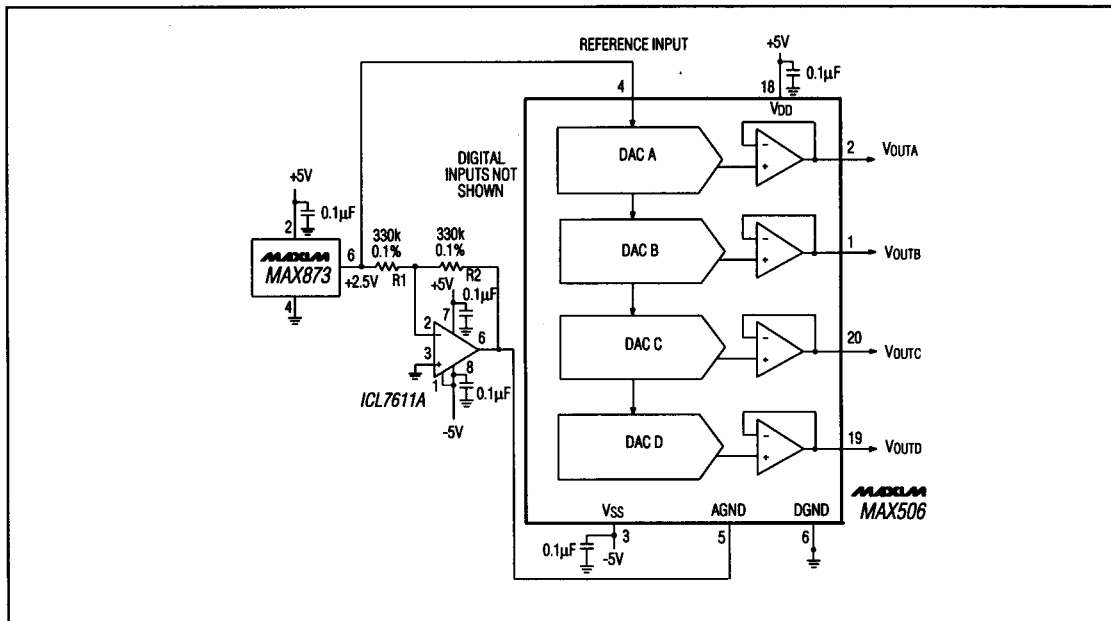 REFERENCE INPUT
+5V
0.1µF
4
18
VDD
DAC A
-
+
2
VOUTA
DIGITAL
INPUTS NOT
SHOWN
+5V
0.1µF
2
DAC B
-
+
1
VOUTB
MAXIM
MAX873
6
+2.5V
4
330k
0.1%
R1
330k
0.1%
R2
+5V
0.1µF
7
2
-
3
+
6
8
1
0.1µF
ICL7611A
-5V
DAC C
-
+
20
VOUTC
DAC D
-
+
19
VOUTD
MAXIM
MAX506
VSS
AGND
DGND
0.1µF
3
-5V
5
6